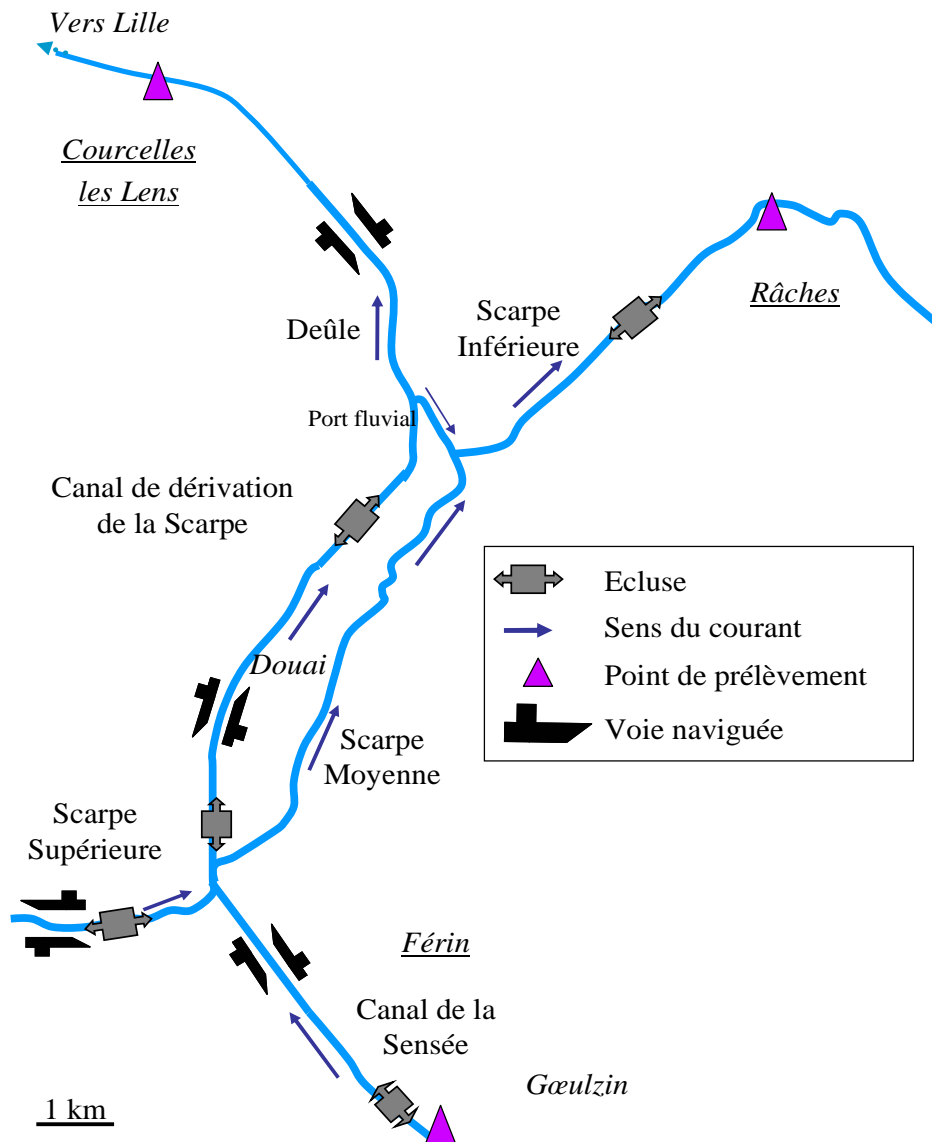 Vers Lille
Courcelles
les Lens
Râches
Scarpe
Inférieure
Deûle
Port fluvial
Canal de dérivation
de la Scarpe
Ecluse
Sens du courant
Point de prélèvement
Voie naviguée
Douai
Scarpe
Moyenne
Scarpe
Supérieure
Férin
Canal de la
Sensée
Gœulzin
1 km